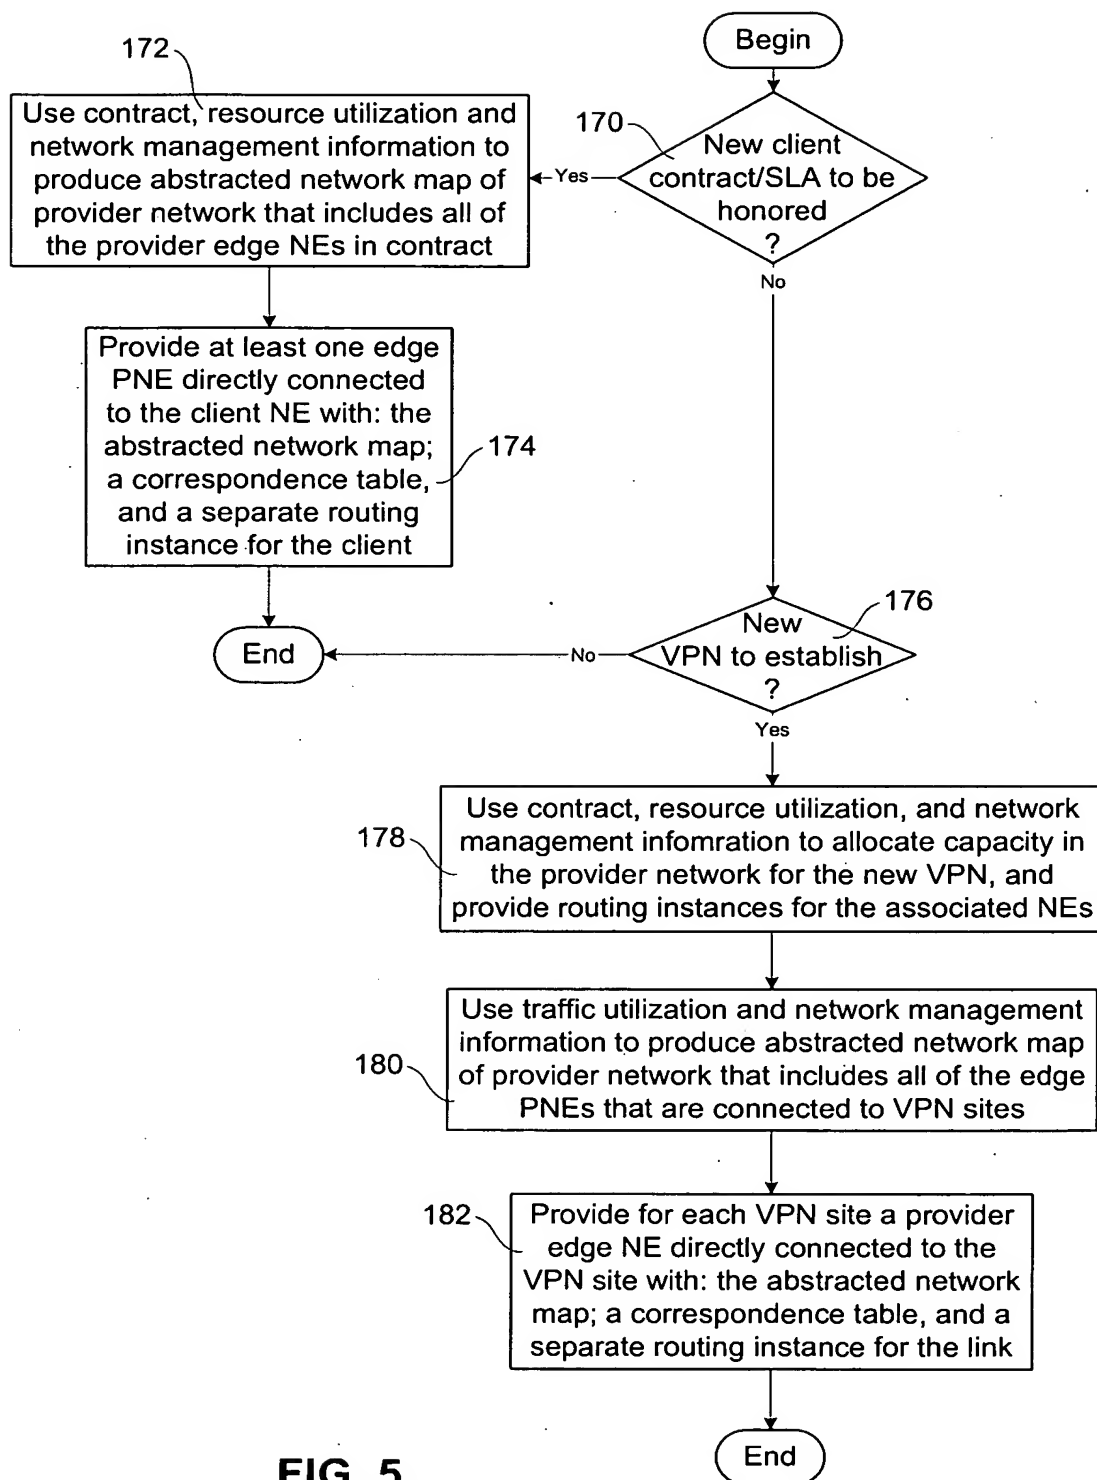 Begin
170
New client
contract/SLA to be
honored
?
Yes
No
172
Use contract, resource utilization and
network management information to
produce abstracted network map of
provider network that includes all of
the provider edge NEs in contract
Provide at least one edge
PNE directly connected
to the client NE with: the
abstracted network map;
a correspondence table,
and a separate routing
instance for the client
174
End
176
New
VPN to establish
?
No
Yes
178
Use contract, resource utilization, and network
management infomration to allocate capacity in
the provider network for the new VPN, and
provide routing instances for the associated NEs
180
Use traffic utilization and network management
information to produce abstracted network map
of provider network that includes all of the edge
PNEs that are connected to VPN sites
182
Provide for each VPN site a provider
edge NE directly connected to the
VPN site with: the abstracted network
map; a correspondence table, and a
separate routing instance for the link
End
FIG. 5